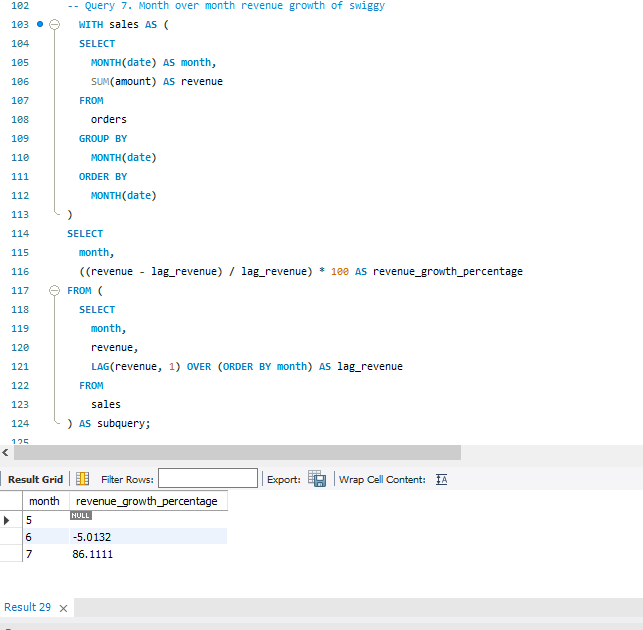 102 -- Query 7. Month over month revenue growth of swiggy
103 WITH sales AS (
104 SELECT
105 MONTH(date) AS month,
106 SUM(amount) AS revenue
107 FROM
108 orders
109 GROUP BY
110 MONTH(date)
111 ORDER BY
112 MONTH(date)
113 )
114 SELECT
115 month,
116 ((revenue - lag_revenue) / lag_revenue) * 100 AS revenue_growth_percentage
117 FROM (
118 SELECT
119 month,
120 revenue,
121 LAG(revenue, 1) OVER (ORDER BY month) AS lag_revenue
122 FROM
123 sales
124 ) AS subquery;
125
Result Grid Filter Rows: Export: Wrap Cell Content: IA
month revenue_growth_percentage
5 NULL
6 -5.0132
7 86.1111
Result 29